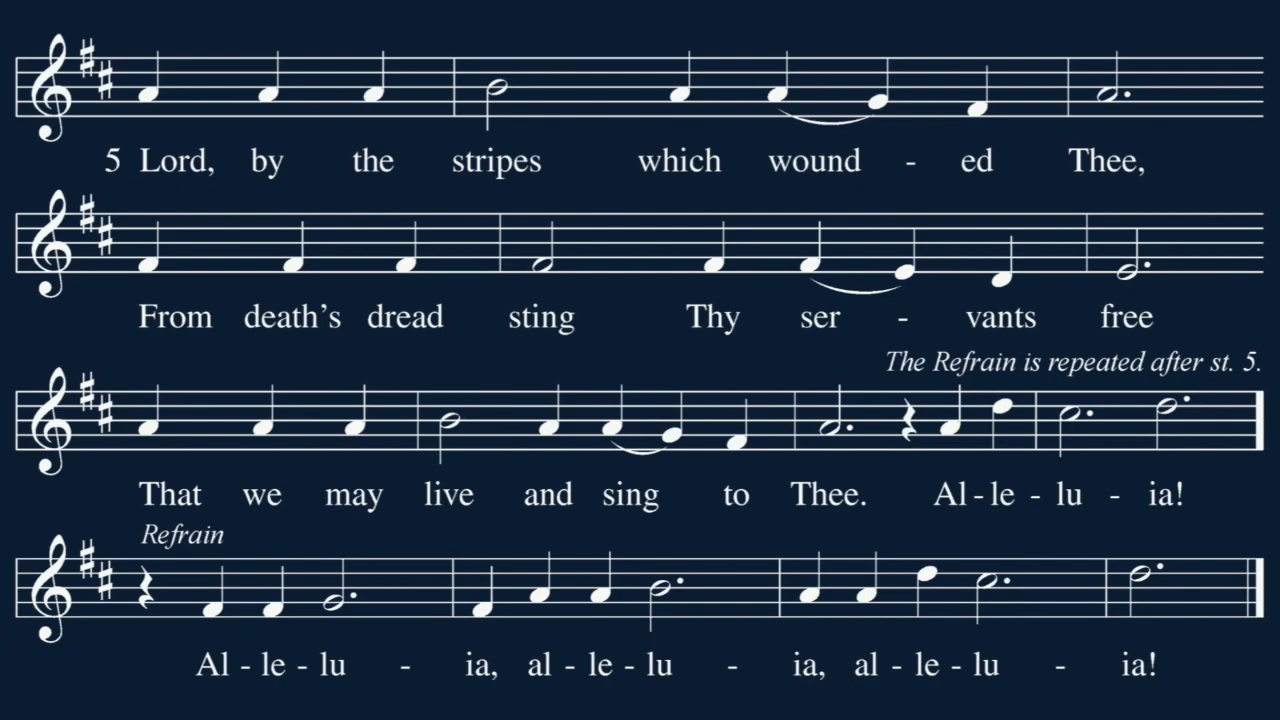 5 Lord, by the stripes which wound - ed Thee,
From death’s dread sting Thy ser - vants free
The Refrain is repeated after st. 5.
That we may live and sing to Thee. Al - le - lu - ia!
Refrain
Al - le - lu - ia, al - le - lu - ia, al - le - lu - ia!